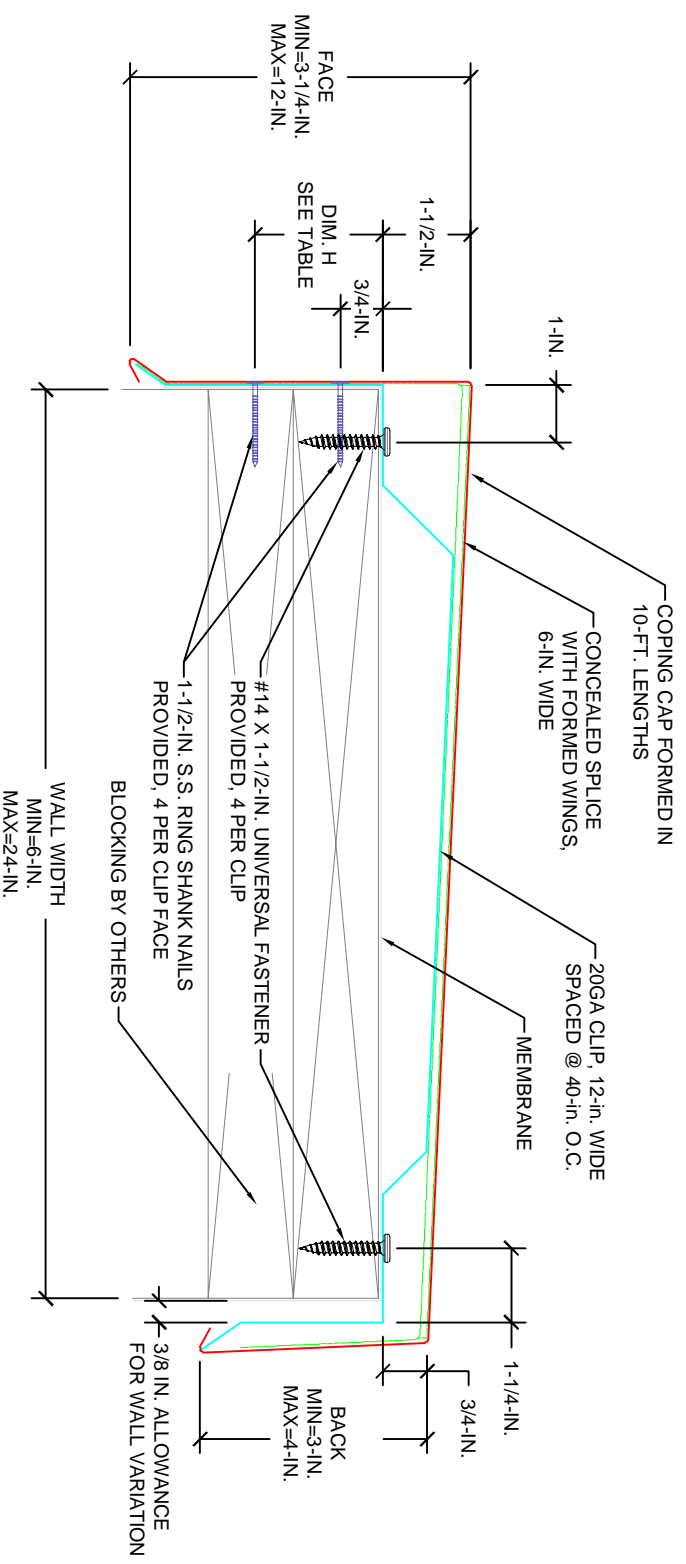 FACE
MIN=3-1/4-IN.
MAX=12-IN.
1-1/2-IN.
DIM. H
SEE TABLE
3/4-IN.
1-IN.
COPING CAP FORMED IN
10-FT. LENGTHS
CONCEALED SPLICE
WITH FORMED WINGS,
6-IN. WIDE
20GA CLIP, 12-in. WIDE
SPACED @ 40-in. O.C.
MEMBRANE
1-1/4-IN.
3/4-IN.
BACK
MIN=3-IN.
MAX=4-IN.
3/8 IN. ALLOWANCE
FOR WALL VARIATION
#14 X 1-1/2-IN. UNIVERSAL FASTENER
PROVIDED, 4 PER CLIP
1-1/2-IN. S.S. RING SHANK NAILS
PROVIDED, 4 PER CLIP FACE
BLOCKING BY OTHERS
WALL WIDTH
MIN=6-IN.
MAX=24-IN.